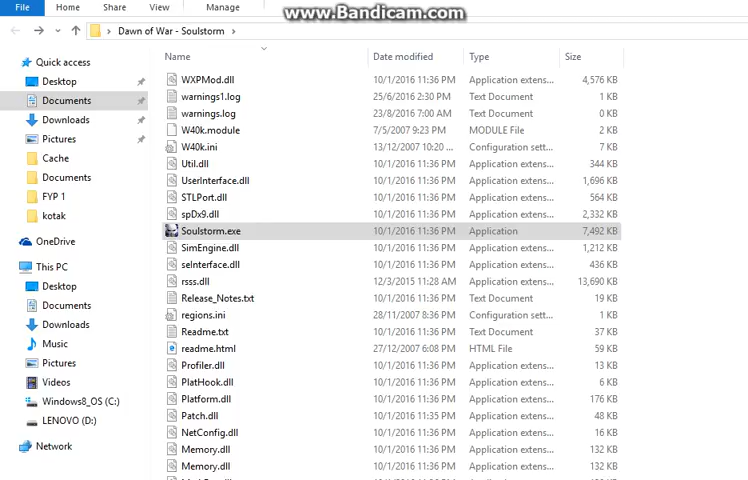 www.Bandicam.com
File Home Share View Manage
Dawn of War - Soulstorm
Name Date modified Type Size
Quick access
Desktop
Documents
Downloads
Pictures
Cache
Documents
FYP 1
kotak
OneDrive
This PC
Desktop
Documents
Downloads
Music
Pictures
Videos
Windows8_OS (C:)
LENOVO (D:)
Network
WXPMod.dll 10/1/2016 11:36 PM Application extens... 4,576 KB
warnings1.log 25/6/2016 2:30 PM Text Document 1 KB
warnings.log 23/8/2016 7:00 AM Text Document 0 KB
W40k.module 7/5/2007 9:23 PM MODULE File 2 KB
W40k.ini 13/12/2007 10:20 ... Configuration sett... 7 KB
Util.dll 10/1/2016 11:36 PM Application extens... 344 KB
UserInterface.dll 10/1/2016 11:36 PM Application extens... 1,696 KB
STLPort.dll 10/1/2016 11:36 PM Application extens... 564 KB
spDx9.dll 10/1/2016 11:36 PM Application extens... 2,332 KB
Soulstorm.exe 10/1/2016 11:36 PM Application 7,492 KB
SimEngine.dll 10/1/2016 11:36 PM Application extens... 1,212 KB
seInterface.dll 10/1/2016 11:36 PM Application extens... 436 KB
rsss.dll 12/3/2015 11:28 AM Application extens... 13,690 KB
Release_Notes.txt 10/1/2016 11:36 PM Text Document 19 KB
regions.ini 28/11/2007 8:36 PM Configuration sett... 1 KB
Readme.txt 10/1/2016 11:36 PM Text Document 37 KB
readme.html 27/12/2007 6:08 PM HTML File 59 KB
Profiler.dll 10/1/2016 11:36 PM Application extens... 13 KB
PlatHook.dll 10/1/2016 11:36 PM Application extens... 6 KB
Platform.dll 10/1/2016 11:36 PM Application extens... 176 KB
Patch.dll 10/1/2016 11:35 PM Application extens... 48 KB
NetConfig.dll 10/1/2016 11:36 PM Application extens... 16 KB
Memory.dll 10/1/2016 11:36 PM Application extens... 132 KB
Memory.dll 10/1/2016 11:36 PM Application extens... 132 KB